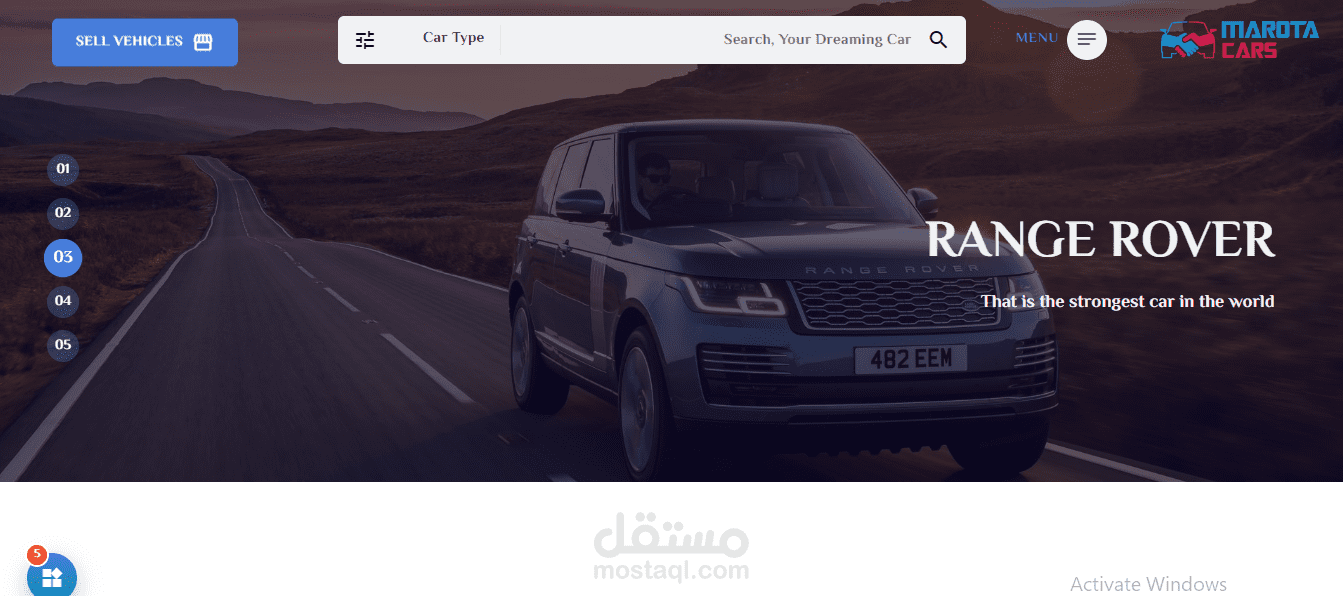 SELL VEHICLES
Car Type
Search, Your Dreaming Car
MENU
MAROTA
CARS
01
02
03
04
05
RANGE ROVER
RANGE ROVER
That is the strongest car in the world
482 EEM
مستقل
mostaql.com
5
Activate Windows